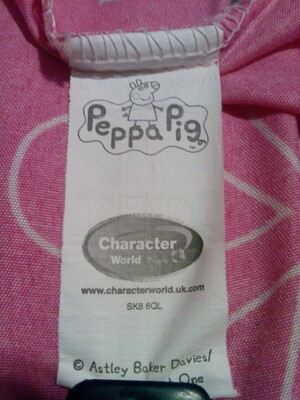 Peppa Pig
Character
World
www.characterworld.uk.com
SK8 6QL
© Astley Baker Davies/
One